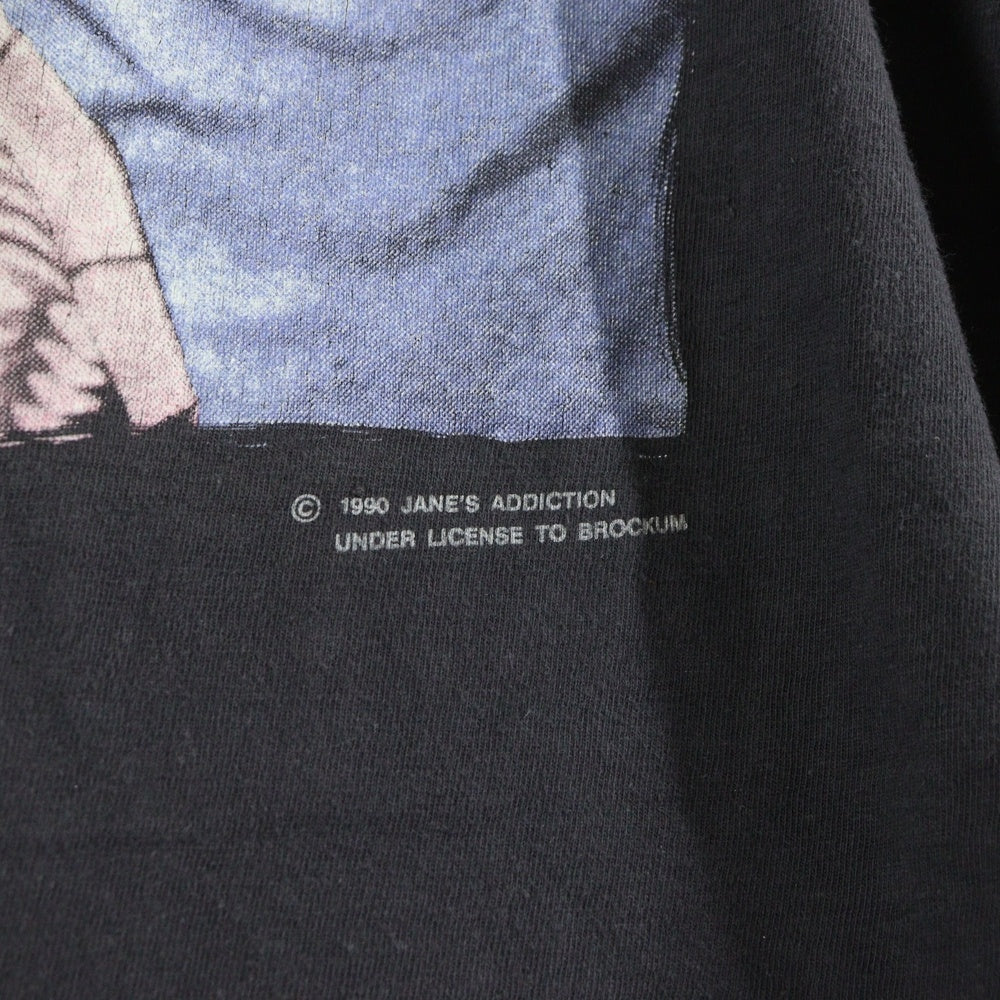 © 1990 JANE'S ADDICTION
UNDER LICENSE TO BROCKUM